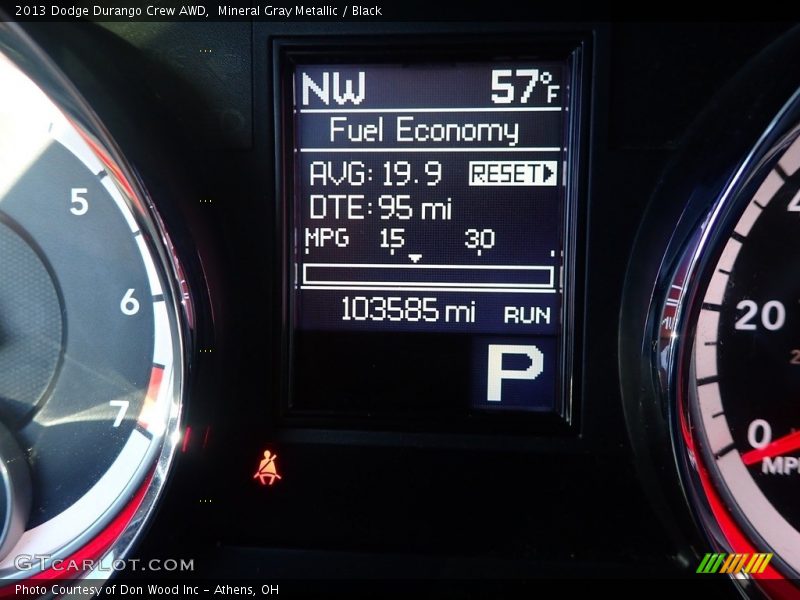 2013 Dodge Durango Crew AWD,  Mineral Gray Metallic / Black
NW 57°F
Fuel Economy
AVG: 19.9 RESET
DTE: 95 mi
MPG 15 30
103585 mi RUN
P
5
6
7
20
0
MPH
GTCARLOT.COM
Photo Courtesy of Don Wood Inc - Athens, OH